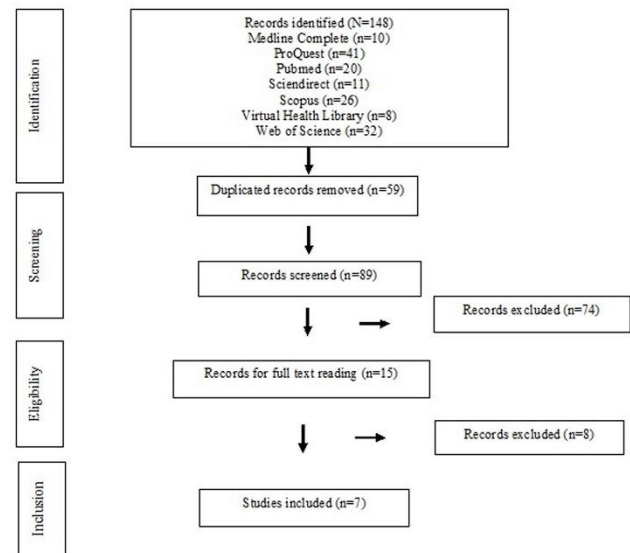 Identification
Records identified (N=148)
Medline Complete (n=10)
ProQuest (n=41)
Pubmed (n=20)
Sciendirect (n=11)
Scopus (n=26)
Virtual Health Library (n=8)
Web of Science (n=32)
Duplicated records removed (n=59)
Screening
Records screened (n=89)
Records excluded (n=74)
Eligibility
Records for full text reading (n=15)
Records excluded (n=8)
Inclusion
Studies included (n=7)